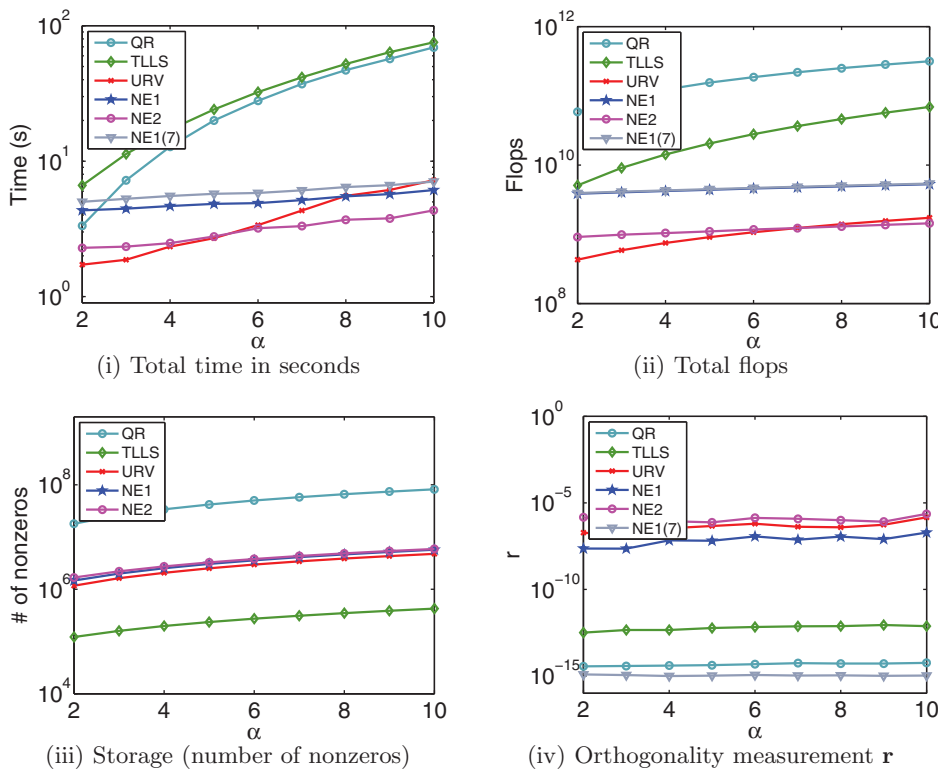 10^2
10^1
10^0
Time (s)
QR
TLLS
URV
NE1
NE2
NE1(7)
2 4 6 8 10
α
(i) Total time in seconds
10^12
10^10
10^8
Flops
QR
TLLS
URV
NE1
NE2
NE1(7)
2 4 6 8 10
α
(ii) Total flops
10^8
10^6
10^4
# of nonzeros
QR
TLLS
URV
NE1
NE2
2 4 6 8 10
α
(iii) Storage (number of nonzeros)
10^0
10^-5
10^-10
10^-15
r
QR
TLLS
URV
NE1
NE2
NE1(7)
2 4 6 8 10
α
(iv) Orthogonality measurement r